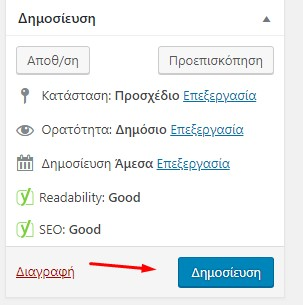 Δημοσίευση
Αποθ/ση Προεπισκόπηση
Κατάσταση: Προσχέδιο Επεξεργασία
Ορατότητα: Δημόσιο Επεξεργασία
Δημοσίευση Άμεσα Επεξεργασία
Readability: Good
SEO: Good
Διαγραφή Δημοσίευση